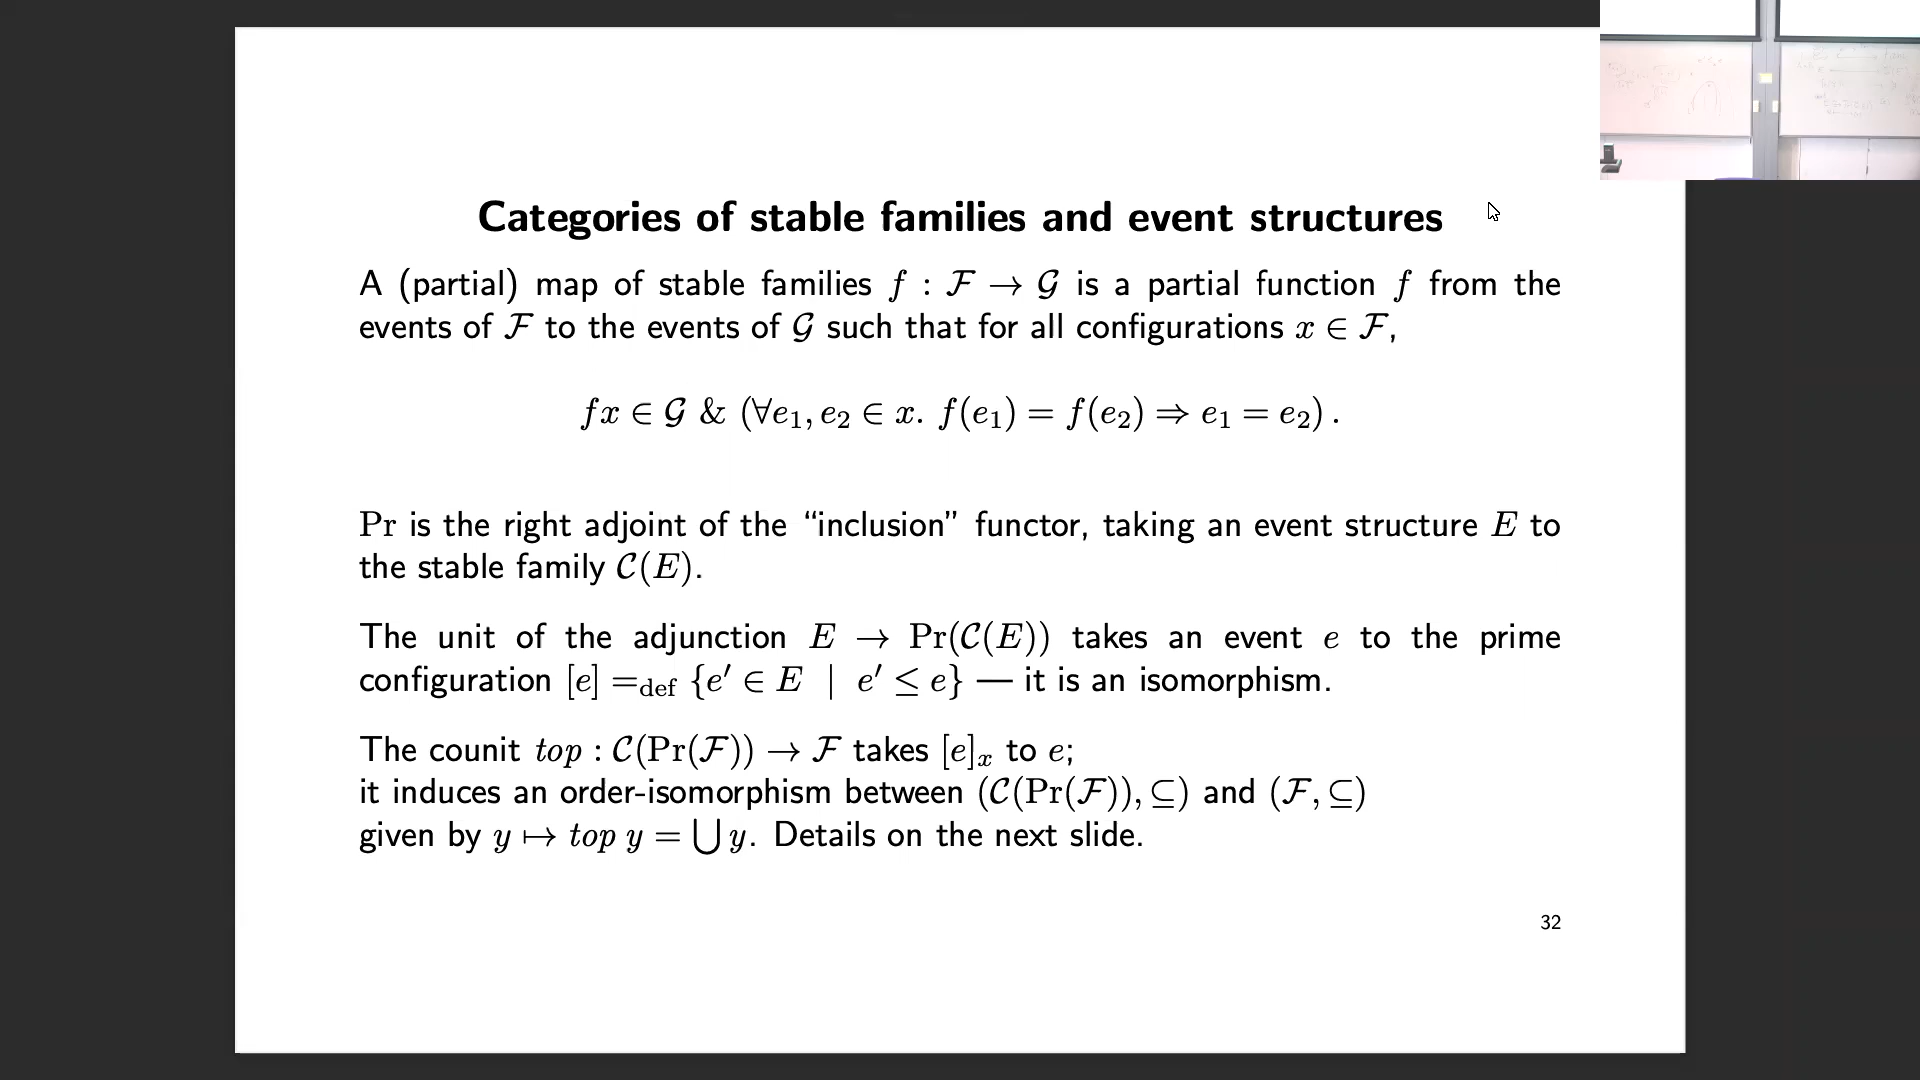 Categories of stable families and event structures
A (partial) map of stable families f : ℱ → 𝒢 is a partial function f from the
events of ℱ to the events of 𝒢 such that for all configurations x ∈ ℱ,
fx ∈ 𝒢 & (∀e₁, e₂ ∈ x. f(e₁) = f(e₂) ⇒ e₁ = e₂) .
Pr is the right adjoint of the “inclusion” functor, taking an event structure E to
the stable family 𝒞(E).
The unit of the adjunction E → Pr(𝒞(E)) takes an event e to the prime
configuration [e] =_def {e′ ∈ E | e′ ≤ e} — it is an isomorphism.
The counit top : 𝒞(Pr(ℱ)) → ℱ takes [e]ₓ to e;
it induces an order-isomorphism between (𝒞(Pr(ℱ)), ⊆) and (ℱ, ⊆)
given by y ↦ top y = ⋃ y. Details on the next slide.
32